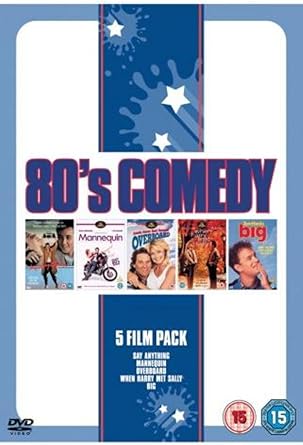 80's COMEDY
Mannequin
OVERBOARD
big
5 FILM PACK
SAY ANYTHING
MANNEQUIN
OVERBOARD
WHEN HARRY MET SALLY
BIG
DVD
VIDEO
15
15